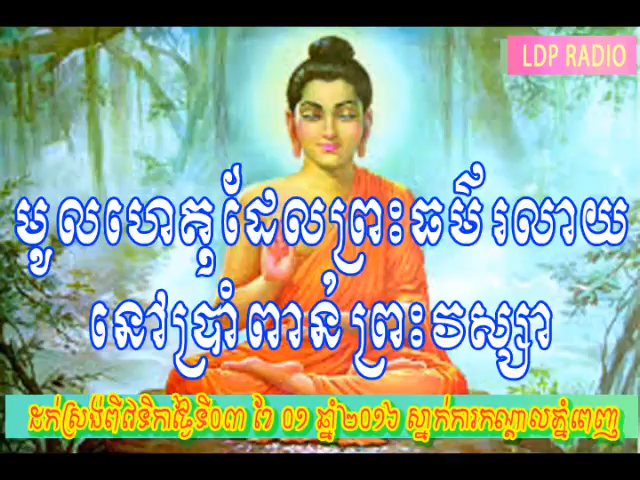 LDP RADIO
មូលហេតុដែលព្រះធម៌រលាយ
នៅប្រាំពាន់ព្រះវស្សា
ដកស្រង់ពីវេទិកាថ្ងៃទី០៣ ខែ ០១ ឆ្នាំ២០១៦ ស្នាក់ការកណ្តាលភ្នំពេញ